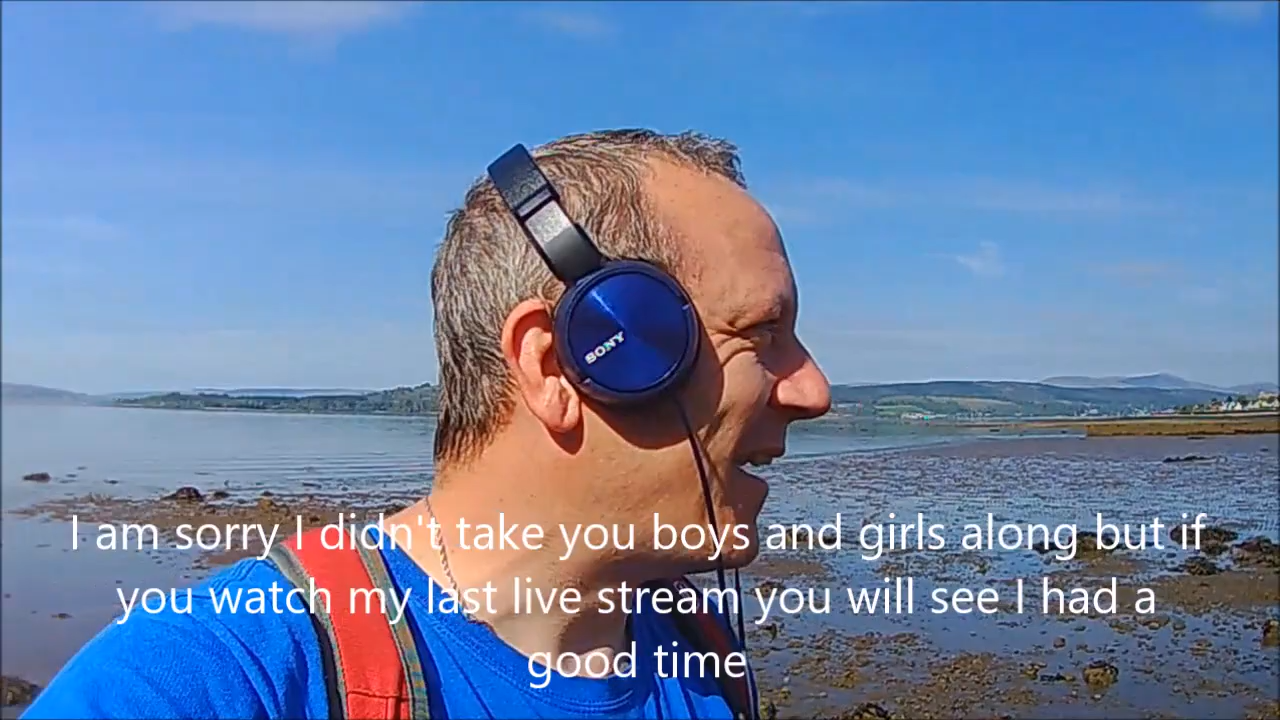 SONY
I am sorry I didn't take you boys and girls along but if
you watch my last live stream you will see I had a
good time